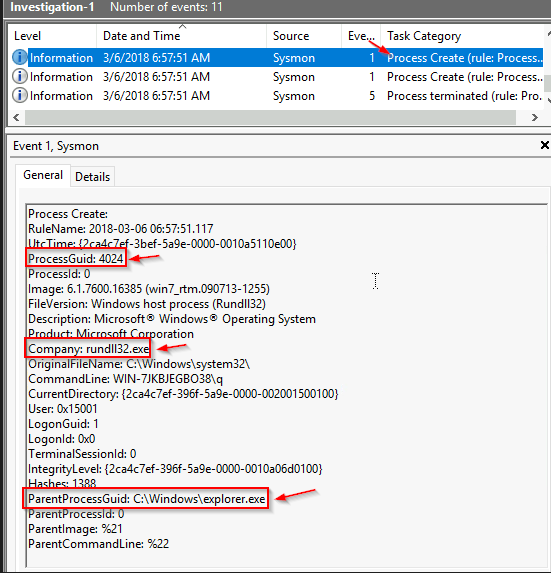 Investigation-1 Number of events: 11
Level Date and Time Source Eve... Task Category
Information 3/6/2018 6:57:51 AM Sysmon 1 Process Create (rule: Process...
Information 3/6/2018 6:57:51 AM Sysmon 1 Process Create (rule: Process...
Information 3/6/2018 6:57:51 AM Sysmon 5 Process terminated (rule: Pro...
Event 1, Sysmon
General Details
Process Create:
RuleName: 2018-03-06 06:57:51.117
UtcTime: {2ca4c7ef-3bef-5a9e-0000-0010a5110e00}
ProcessGuid: 4024
ProcessId: 0
Image: 6.1.7600.16385 (win7_rtm.090713-1255)
FileVersion: Windows host process (Rundll32)
Description: Microsoft® Windows® Operating System
Product: Microsoft Corporation
Company: rundll32.exe
OriginalFileName: C:\Windows\system32\
CommandLine: WIN-7JKBJEGBO38\q
CurrentDirectory: {2ca4c7ef-396f-5a9e-0000-002001500100}
User: 0x15001
LogonGuid: 1
LogonId: 0x0
TerminalSessionId: 0
IntegrityLevel: {2ca4c7ef-396f-5a9e-0000-0010a06d0100}
Hashes: 1388
ParentProcessGuid: C:\Windows\explorer.exe
ParentProcessId: 0
ParentImage: %21
ParentCommandLine: %22